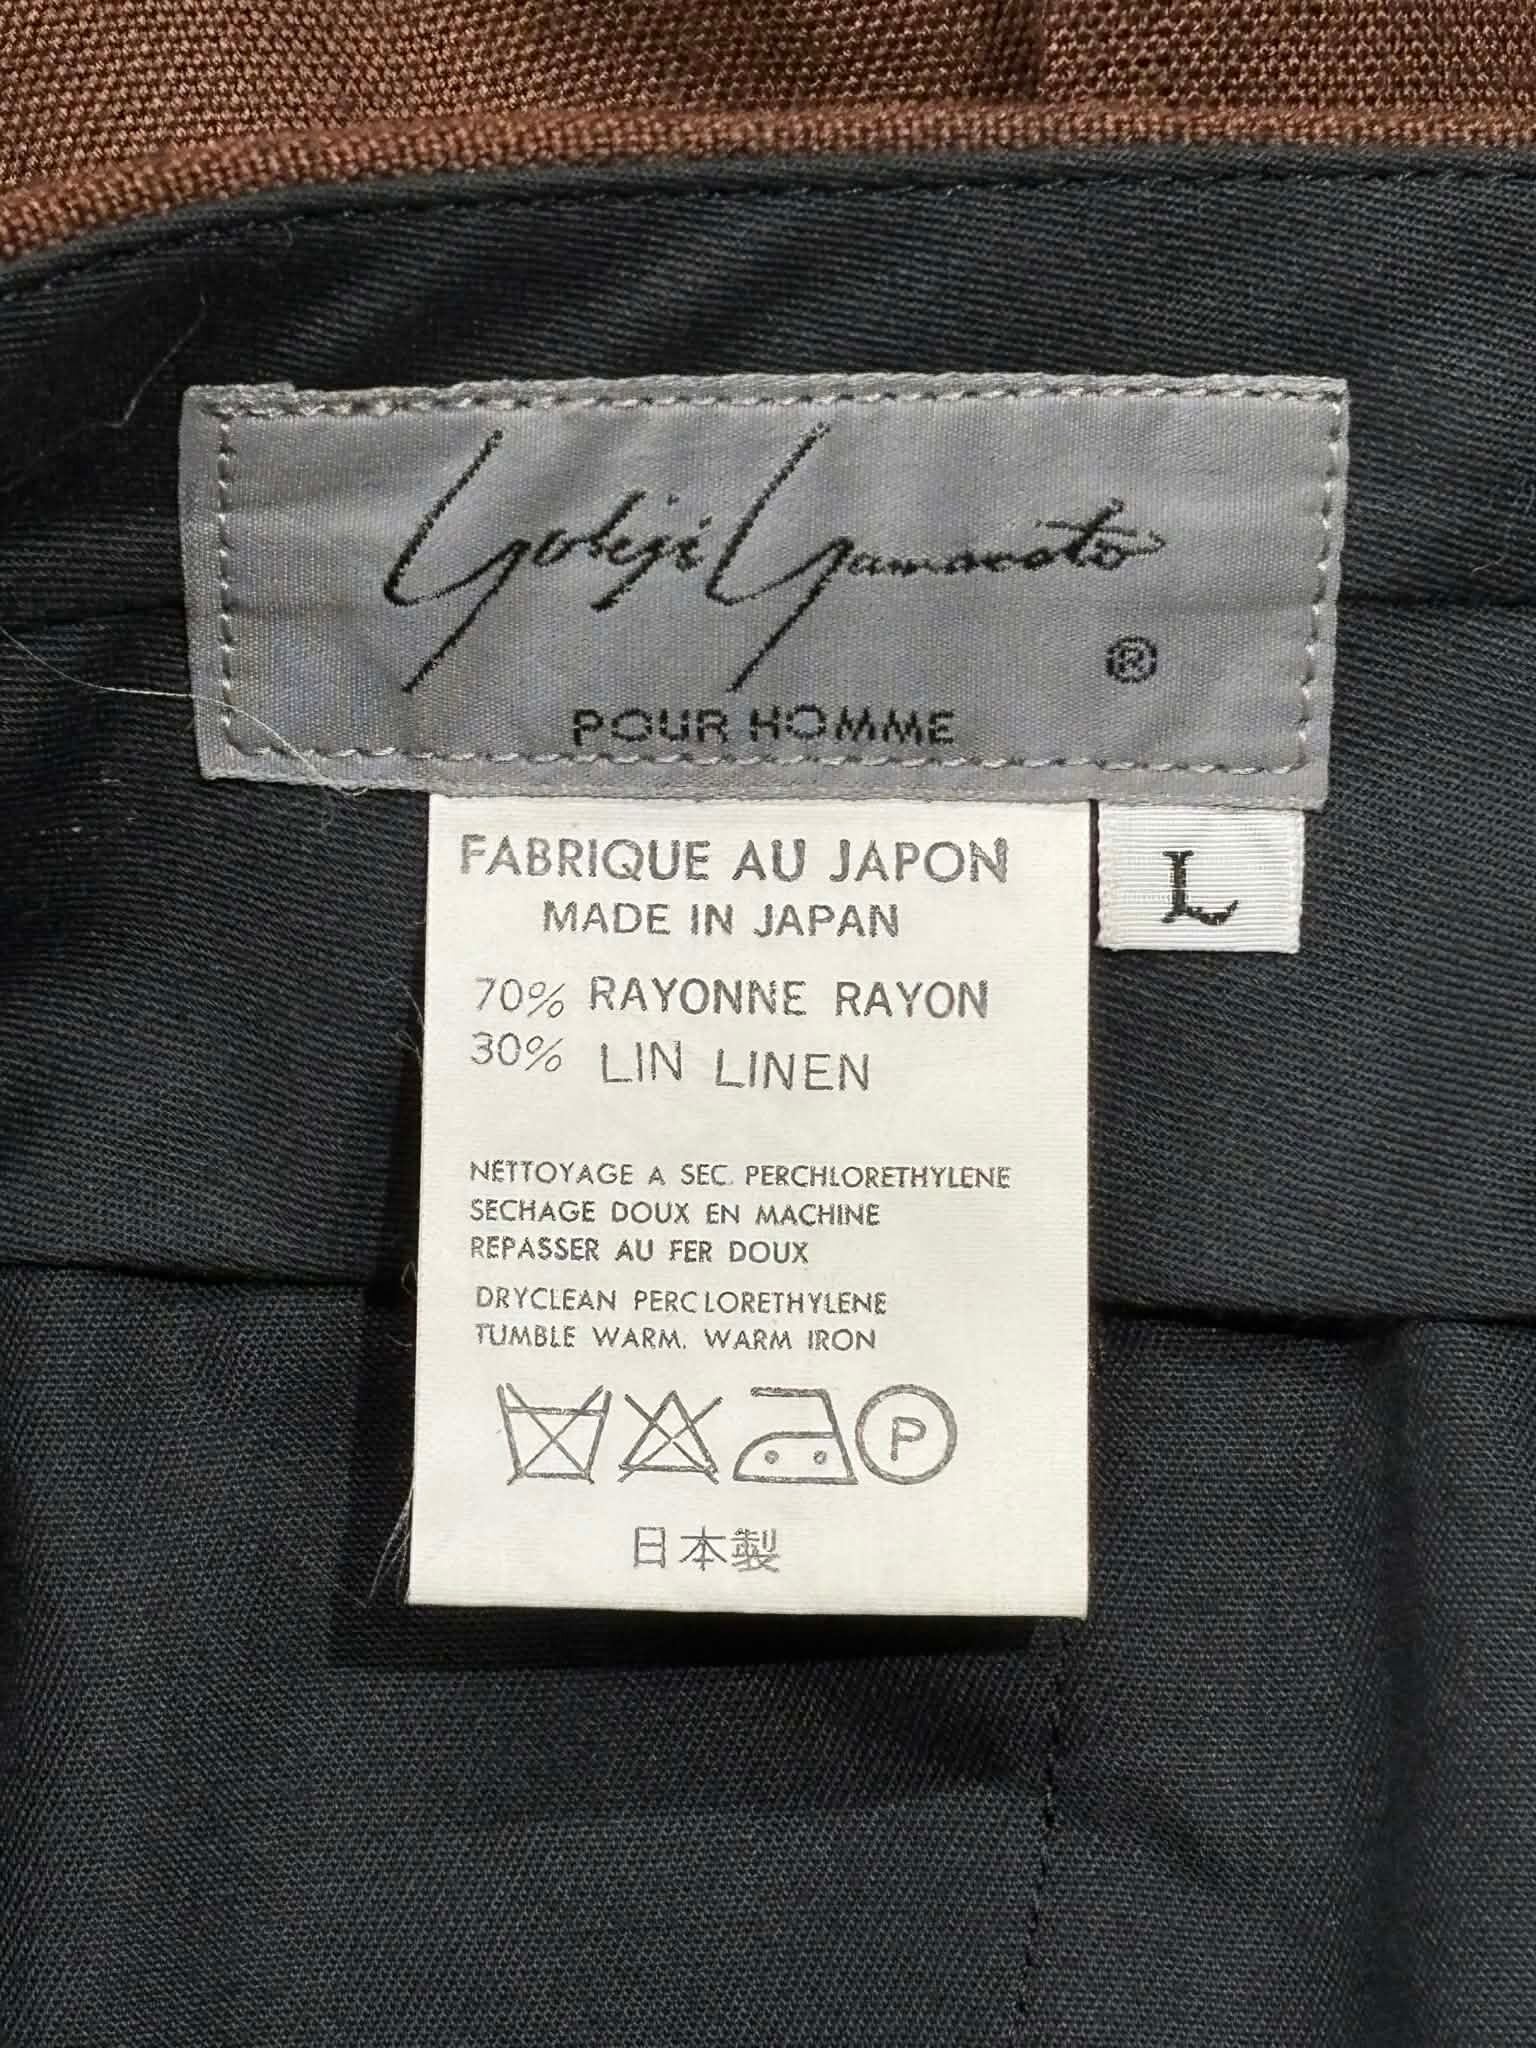 Yohji Yamamoto
®
POUR HOMME
L
FABRIQUE AU JAPON
MADE IN JAPAN
70% RAYONNE RAYON
30% LIN LINEN
NETTOYAGE A SEC. PERCHLORETHYLENE
SECHAGE DOUX EN MACHINE
REPASSER AU FER DOUX
DRYCLEAN PERCLORETHYLENE
TUMBLE WARM. WARM IRON
P
日本製